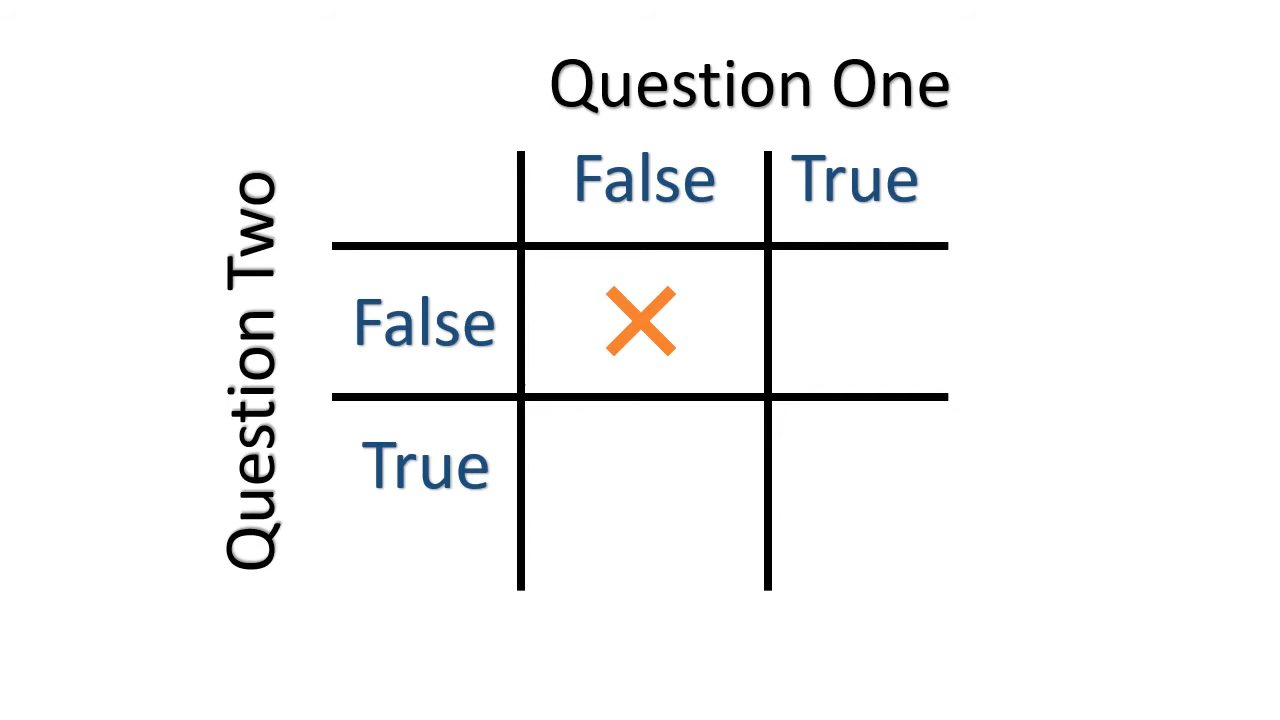 Question One
False True
Question Two
False
True